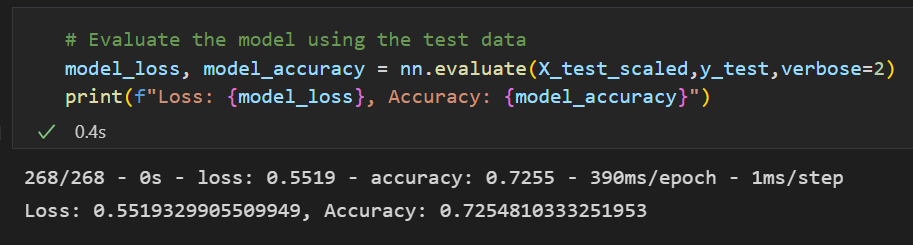 # Evaluate the model using the test data
model_loss, model_accuracy = nn.evaluate(X_test_scaled,y_test,verbose=2)
print(f"Loss: {model_loss}, Accuracy: {model_accuracy}")
✓ 0.4s
268/268 - 0s - loss: 0.5519 - accuracy: 0.7255 - 390ms/epoch - 1ms/step
Loss: 0.5519329905509949, Accuracy: 0.7254810333251953